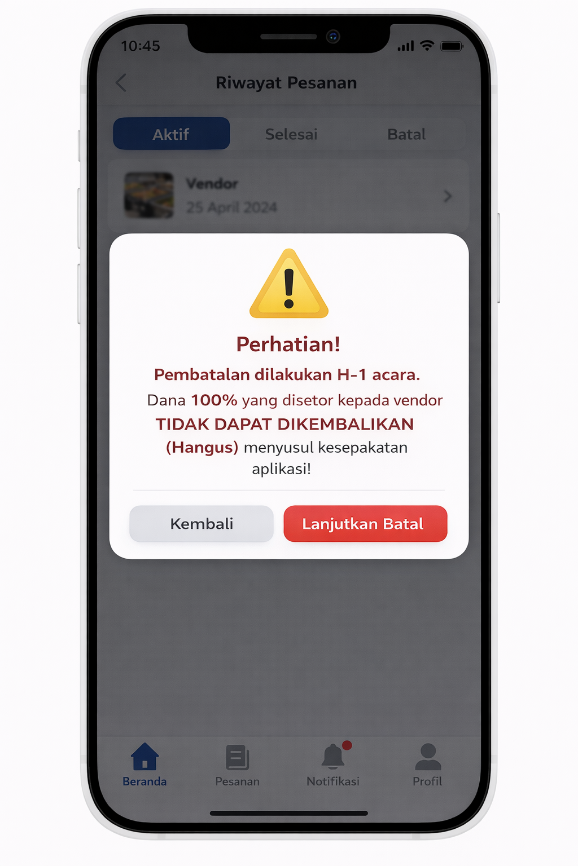 10:45
Riwayat Pesanan
Aktif
Selesai
Batal
Vendor
25 April 2024
Perhatian!
Pembatalan dilakukan H-1 acara.
Dana 100% yang disetor kepada vendor
TIDAK DAPAT DIKEMBALIKAN
(Hangus) menyusul kesepakatan
aplikasi!
Kembali
Lanjutkan Batal
Beranda
Pesanan
Notifikasi
Profil